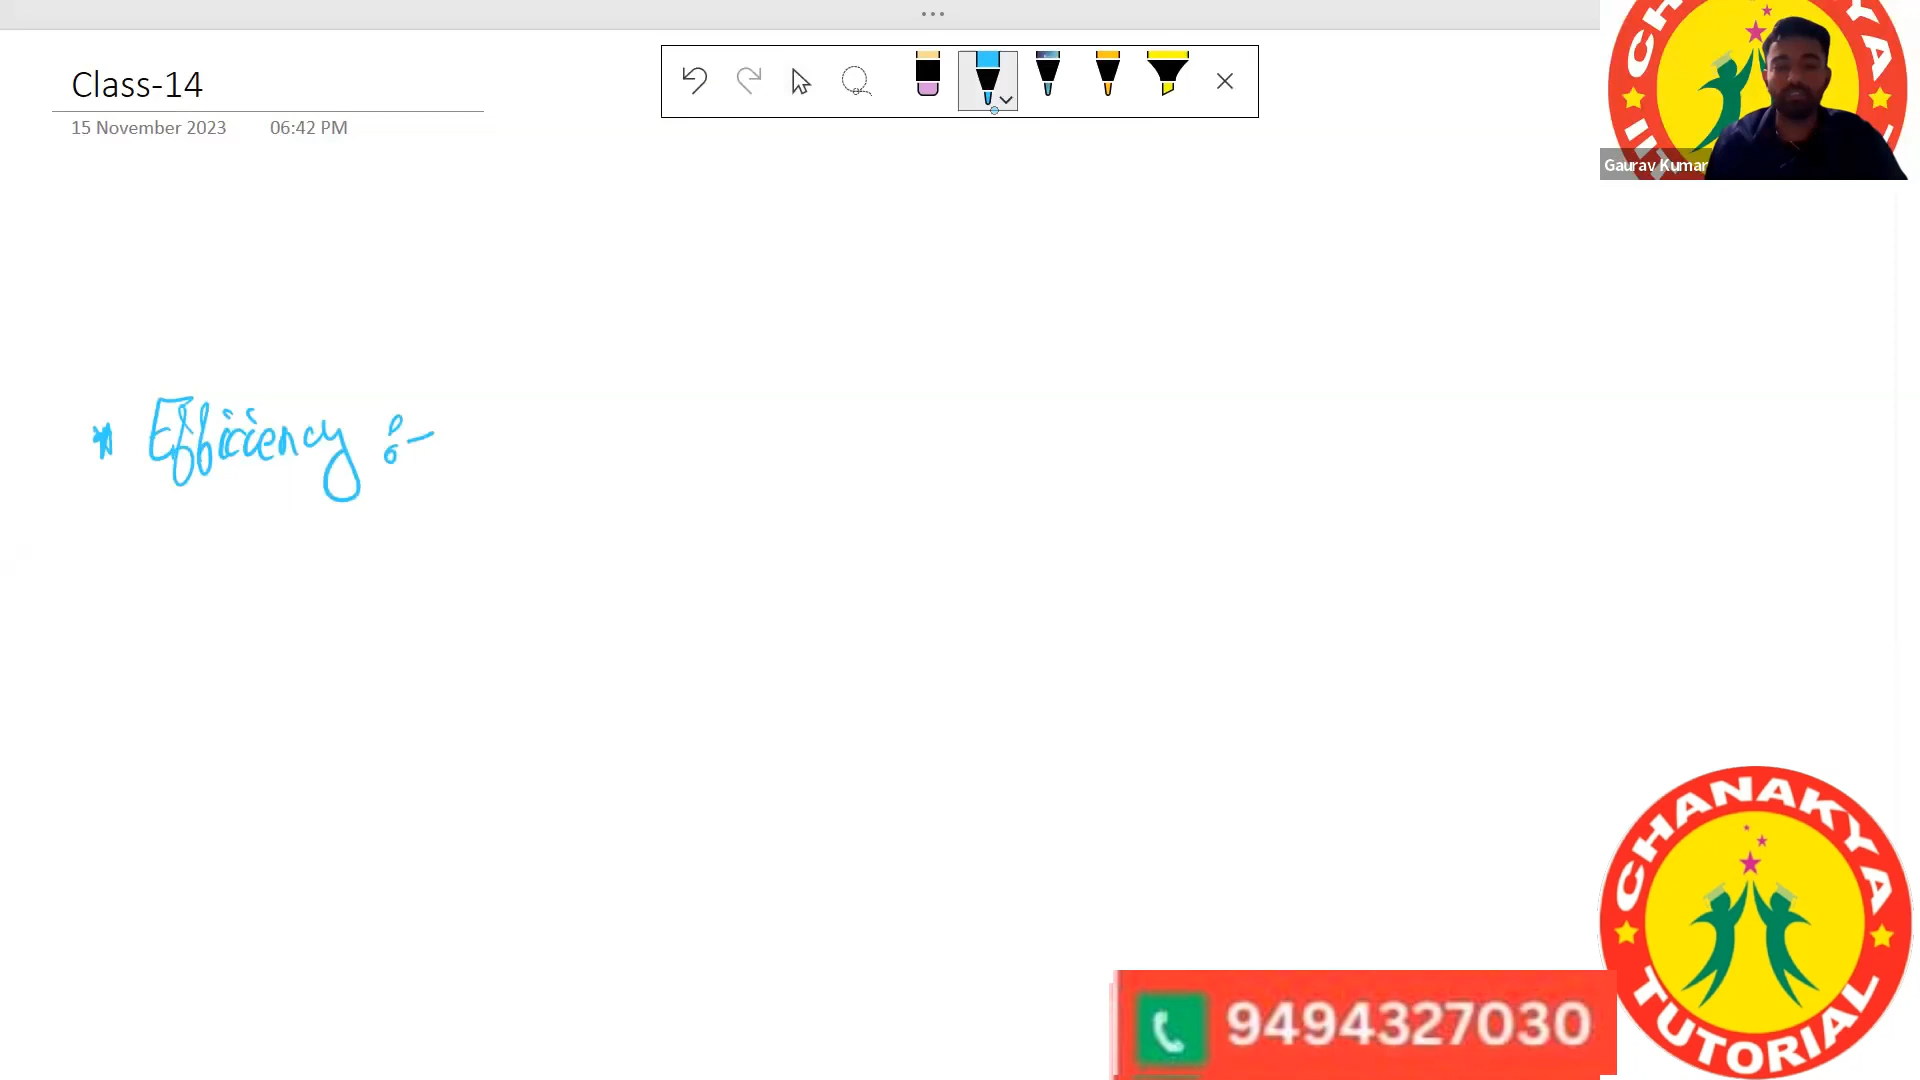 Class-14
15 November 2023 06:42 PM
Gaurav Kumar
* Efficiency :-
CHANAKYA
TUTORIAL
9494327030